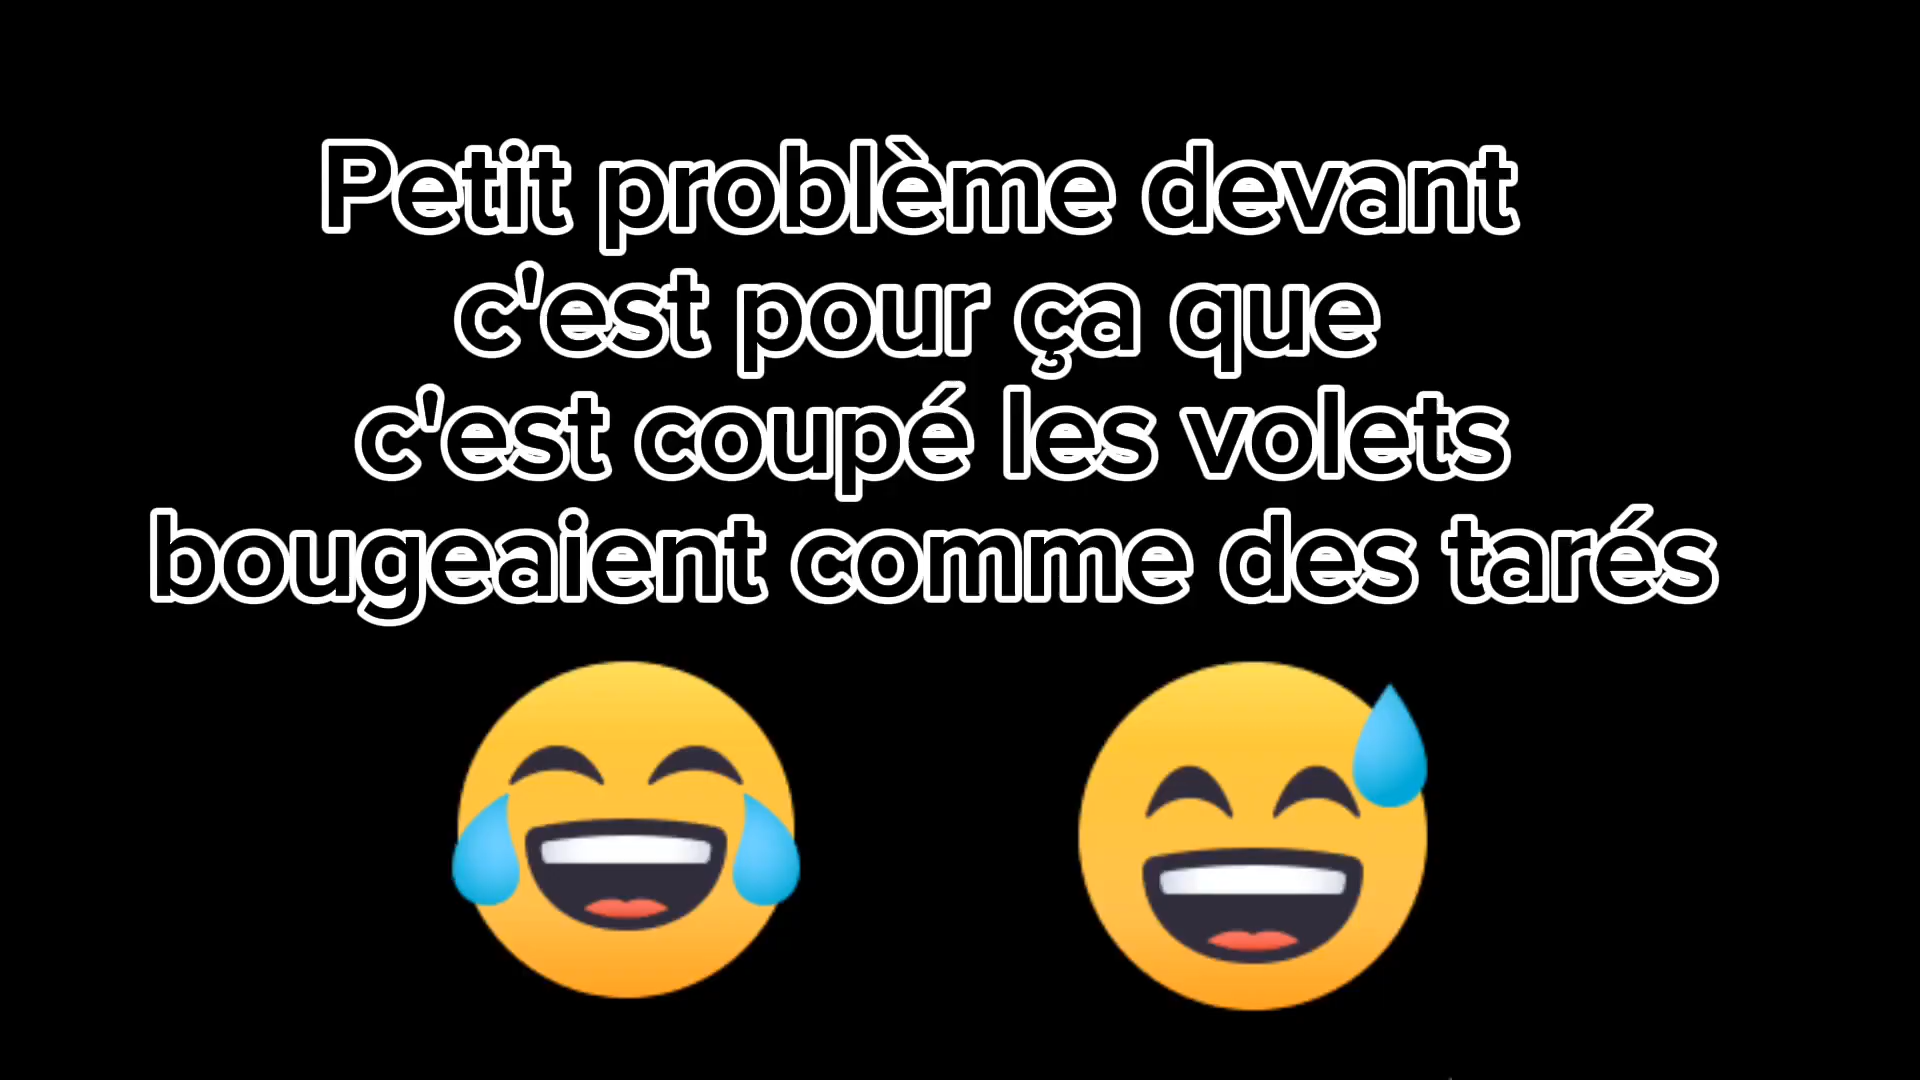 Petit problème devant
c'est pour ça que
c'est coupé les volets
bougeaient comme des tarés